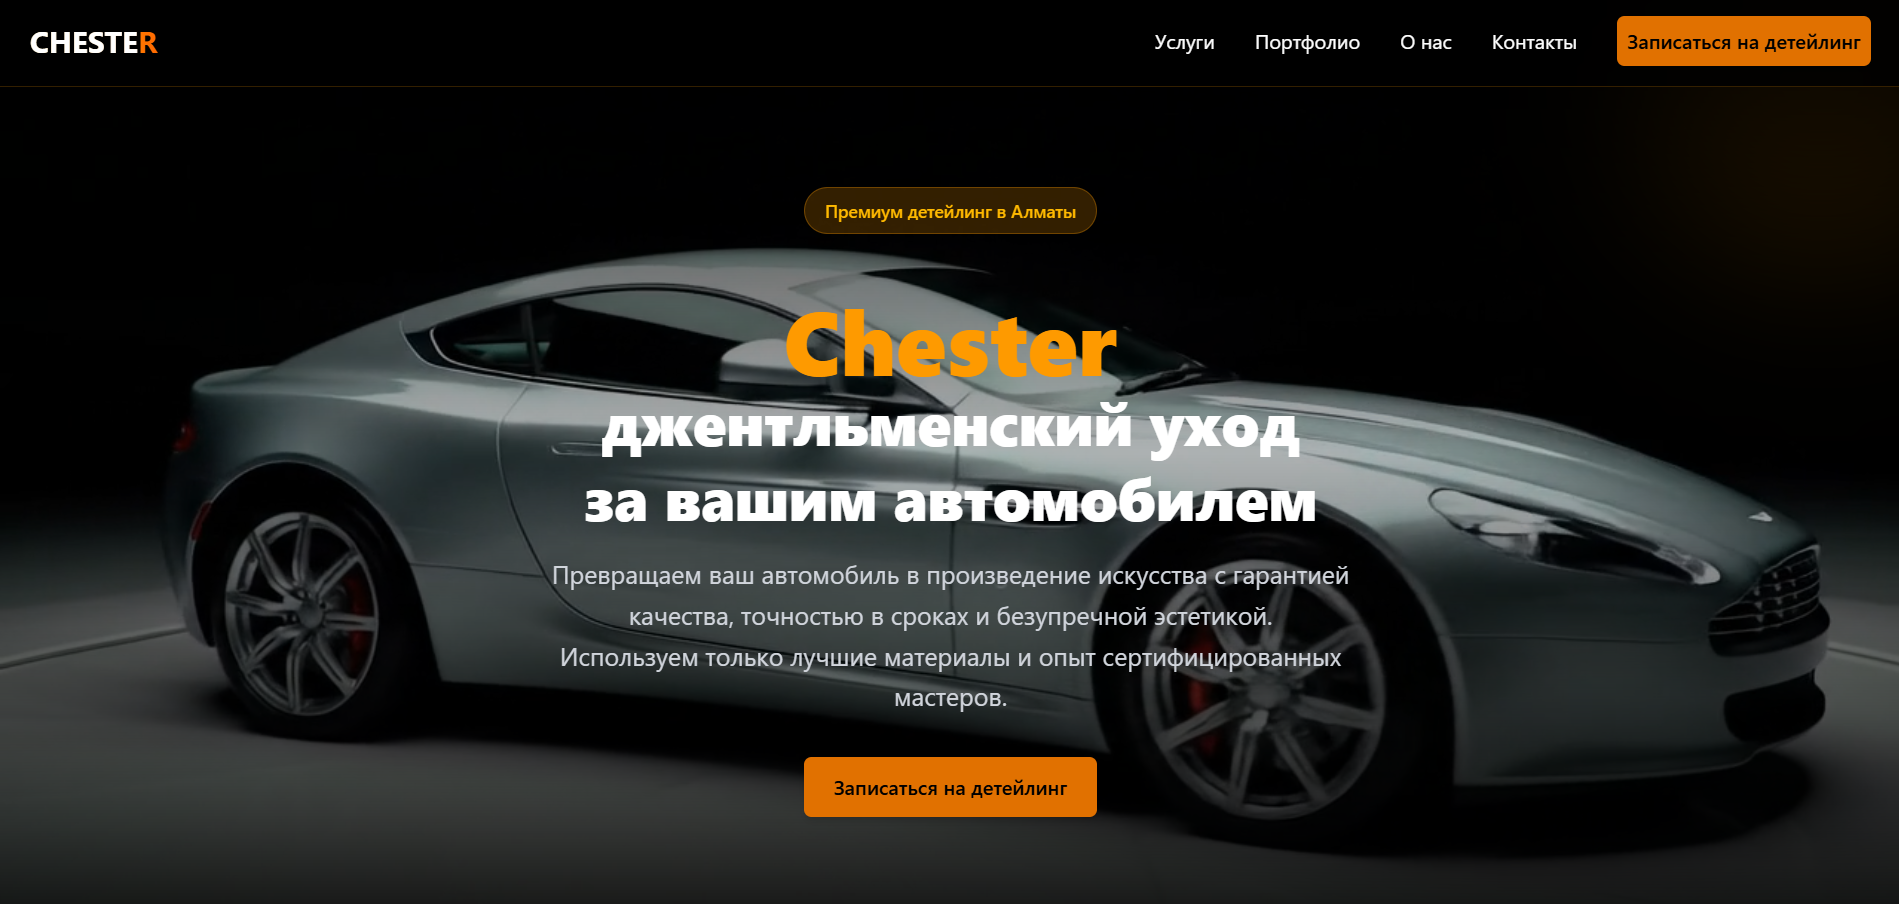 CHESTER
Услуги
Портфолио
О нас
Контакты
Записаться на детейлинг
Премиум детейлинг в Алматы
Chester
джентльменский уход
за вашим автомобилем
Превращаем ваш автомобиль в произведение искусства с гарантией
качества, точностью в сроках и безупречной эстетикой.
Используем только лучшие материалы и опыт сертифицированных
мастеров.
Записаться на детейлинг